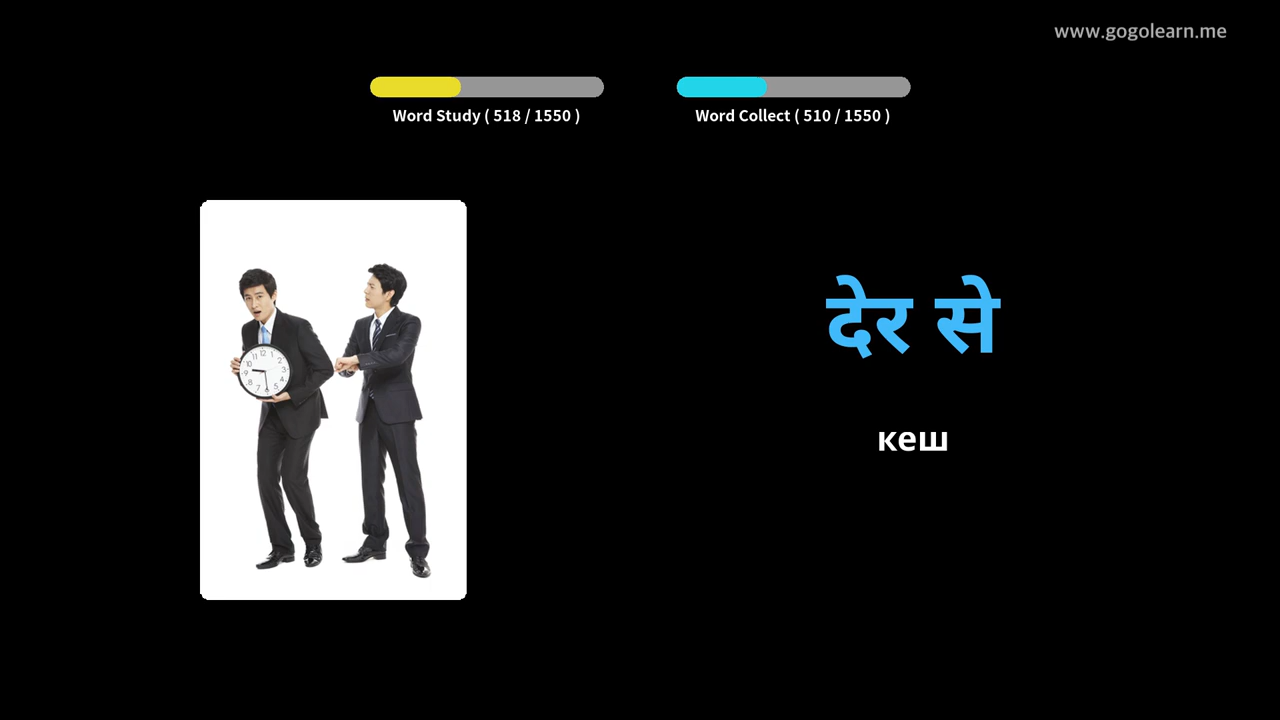 www.gogolearn.me
Word Study ( 518 / 1550 )
Word Collect ( 510 / 1550 )
देर से
кеш